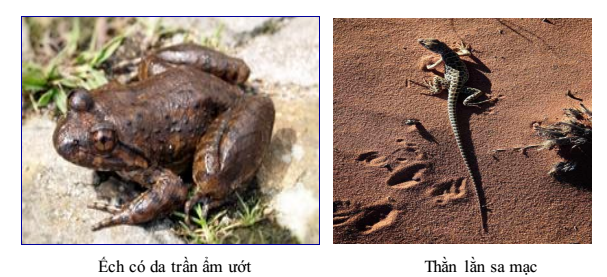 Ếch có da trần ẩm ướt
Thằn lằn sa mạc